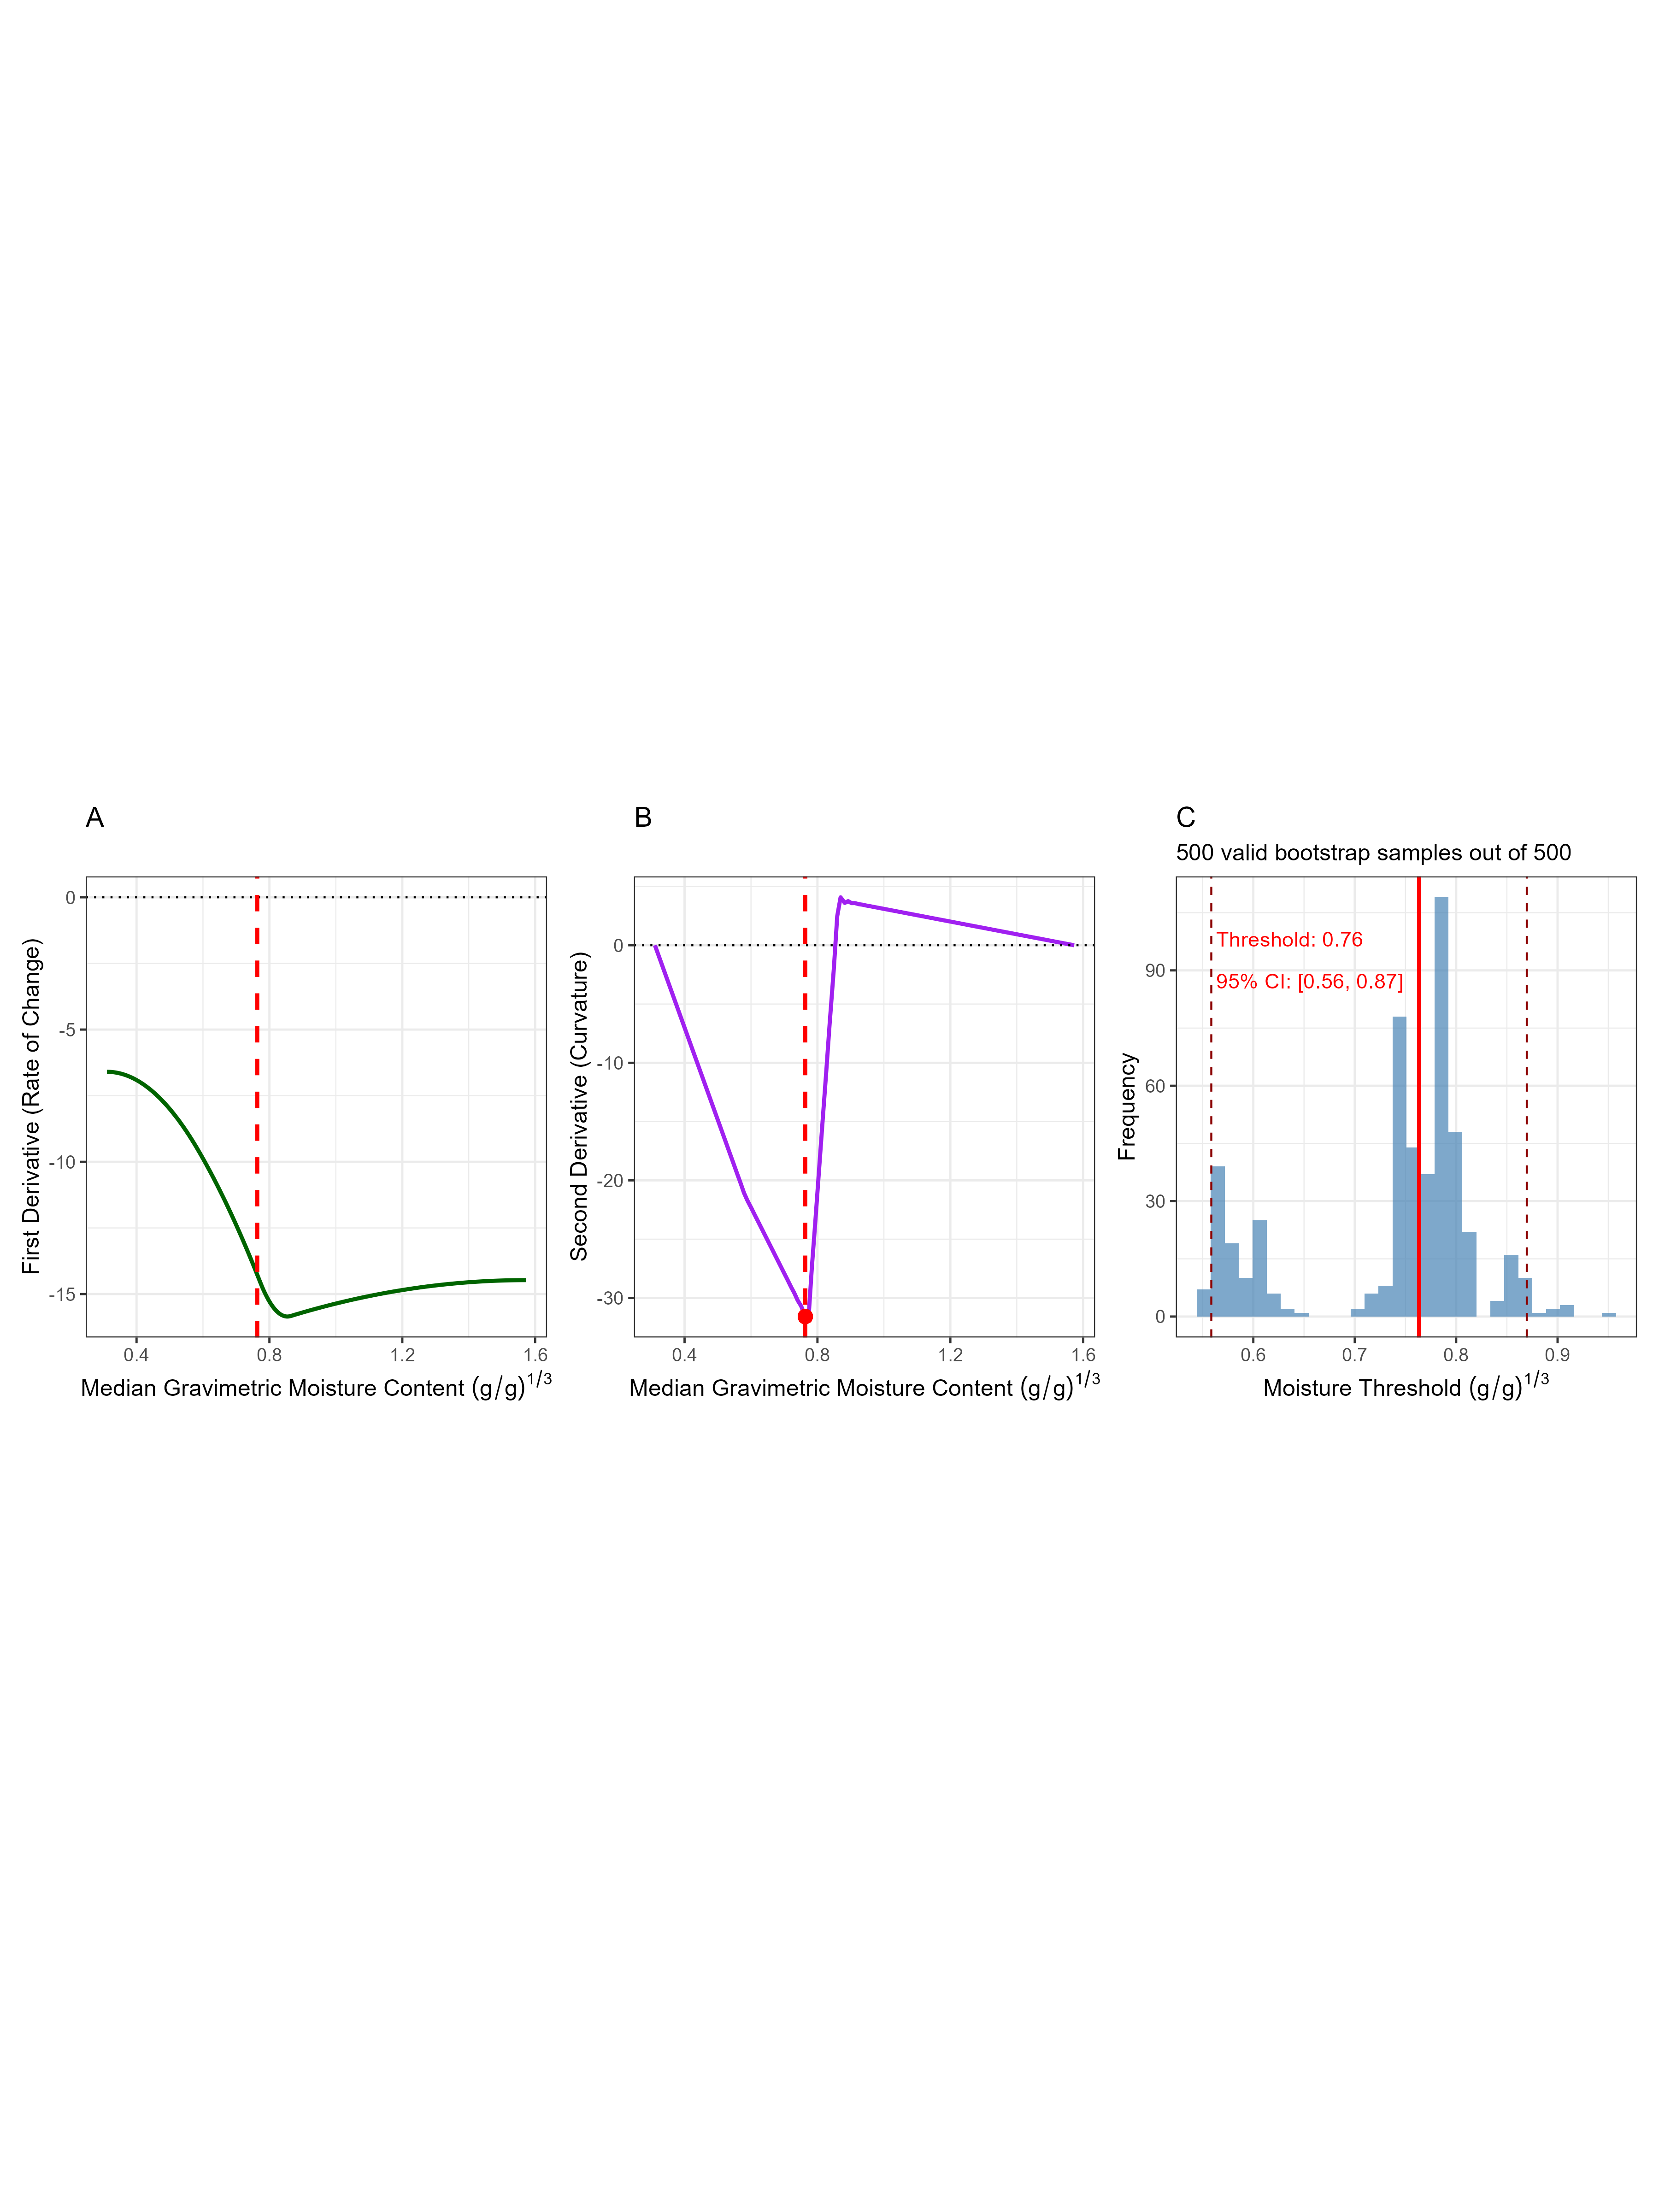 A
B
C
500 valid bootstrap samples out of 500
First Derivative (Rate of Change)
0
-5
-10
-15
0.4 0.8 1.2 1.6
Median Gravimetric Moisture Content (g/g)^1/3
Second Derivative (Curvature)
0
-10
-20
-30
0.4 0.8 1.2 1.6
Median Gravimetric Moisture Content (g/g)^1/3
Frequency
90
60
30
0
Threshold: 0.76
95% CI: [0.56, 0.87]
0.6 0.7 0.8 0.9
Moisture Threshold (g/g)^1/3